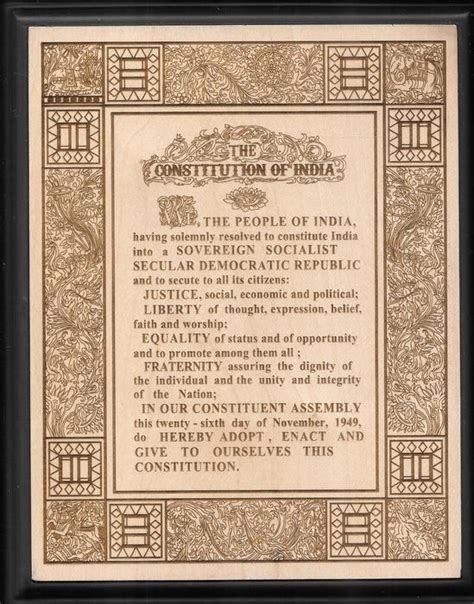 THE
CONSTITUTION OF INDIA
WE, THE PEOPLE OF INDIA,
having solemnly resolved to constitute India
into a SOVEREIGN SOCIALIST
SECULAR DEMOCRATIC REPUBLIC
and to secute to all its citizens:
JUSTICE, social, economic and political;
LIBERTY of thought, expression, belief,
faith and worship;
EQUALITY of status and of opportunity
and to promote among them all ;
FRATERNITY assuring the dignity of
the individual and the unity and integrity
of the Nation;
IN OUR CONSTITUENT ASSEMBLY
this twenty - sixth day of November, 1949,
do HEREBY ADOPT , ENACT AND
GIVE TO OURSELVES THIS
CONSTITUTION.